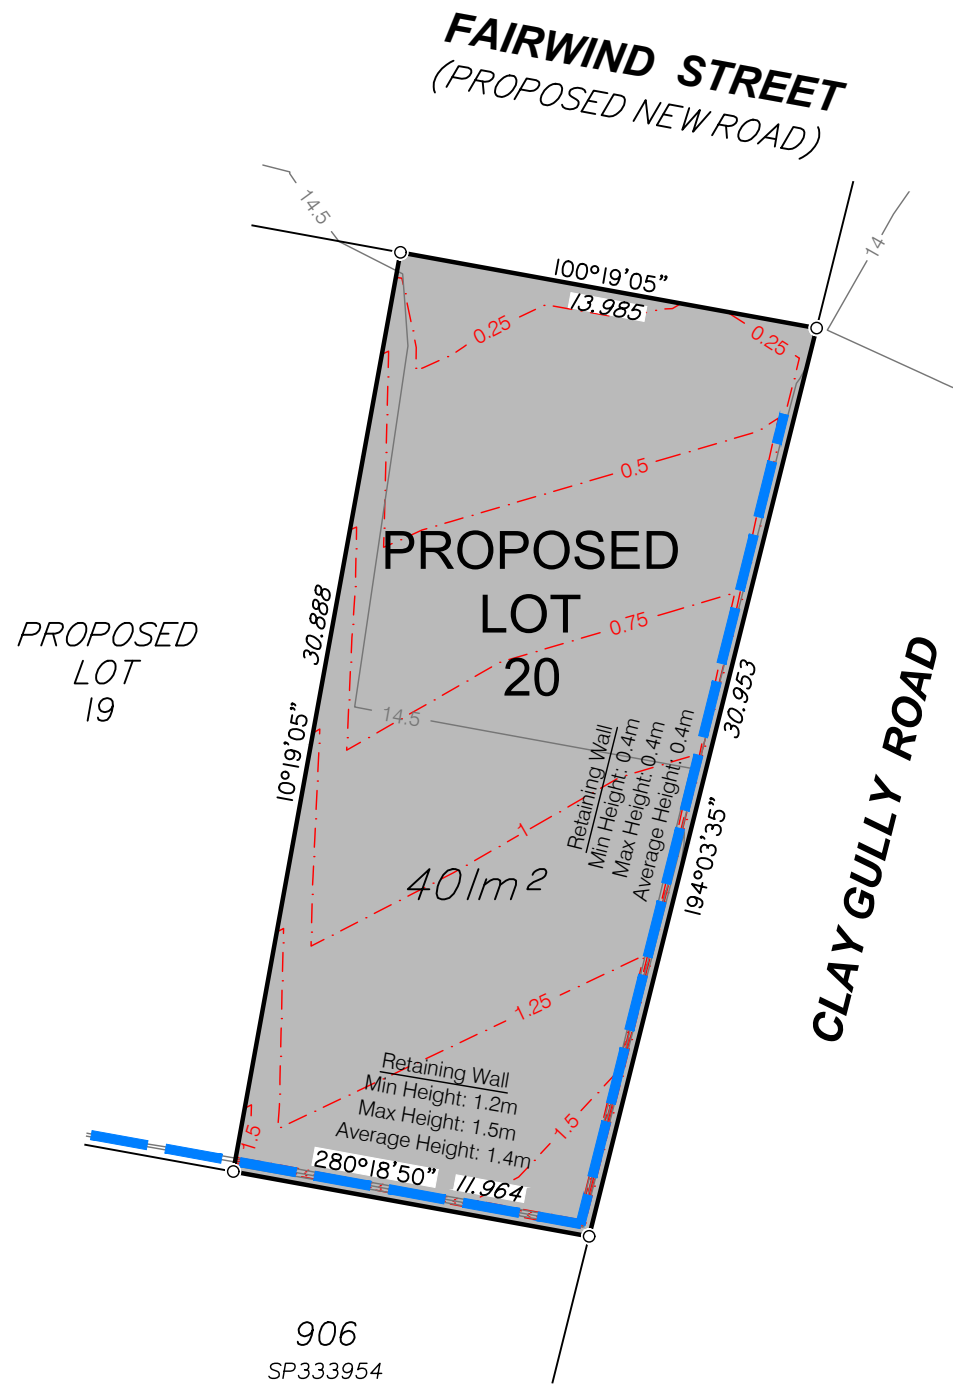 FAIRWIND STREET
(PROPOSED NEW ROAD)
14.5
14
100°19'05"
13.985
0.25
0.25
0.5
PROPOSED
LOT
20
0.75
30.888
10°19'05"
PROPOSED
LOT
19
14.5
30.953
194°03'35"
CLAY GULLY ROAD
Retaining Wall
Min Height: 0.4m
Max Height: 0.4m
Average Height: 0.4m
1
401m²
1.25
Retaining Wall
Min Height: 1.2m
Max Height: 1.5m
Average Height: 1.4m
1.5
1.5
280°18'50"
11.964
906
SP333954